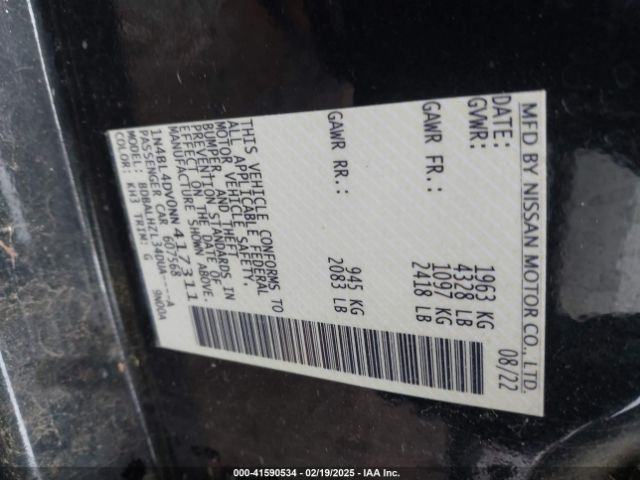 MFD BY NISSAN MOTOR CO., LTD.
DATE: 08/22
GVWR: 1963 KG
4328 LB
GAWR FR.: 1097 KG
2418 LB
GAWR RR.: 945 KG
2083 LB
THIS VEHICLE CONFORMS TO
ALL APPLICABLE FEDERAL
MOTOR VEHICLE SAFETY,
BUMPER, AND THEFT
PREVENTION STANDARDS IN
EFFECT ON THE DATE OF
MANUFACTURE SHOWN ABOVE.
1N4BL4DV0NN417311
PASSENGER CAR 607568
MODEL: BDBALHZL34DUA-----A
COLOR: KH3 TRIM: G 9N00A
000-41590534 — 02/19/2025 — IAA Inc.